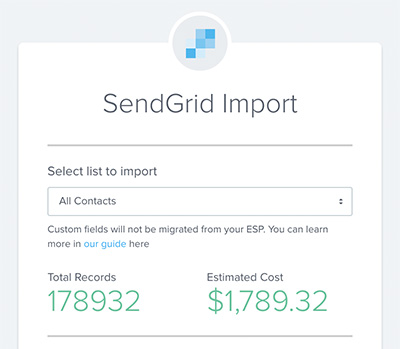 SendGrid Import
Select list to import
All Contacts
Custom fields will not be migrated from your ESP. You can learn
more in our guide here
Total Records
Estimated Cost
178932
$1,789.32